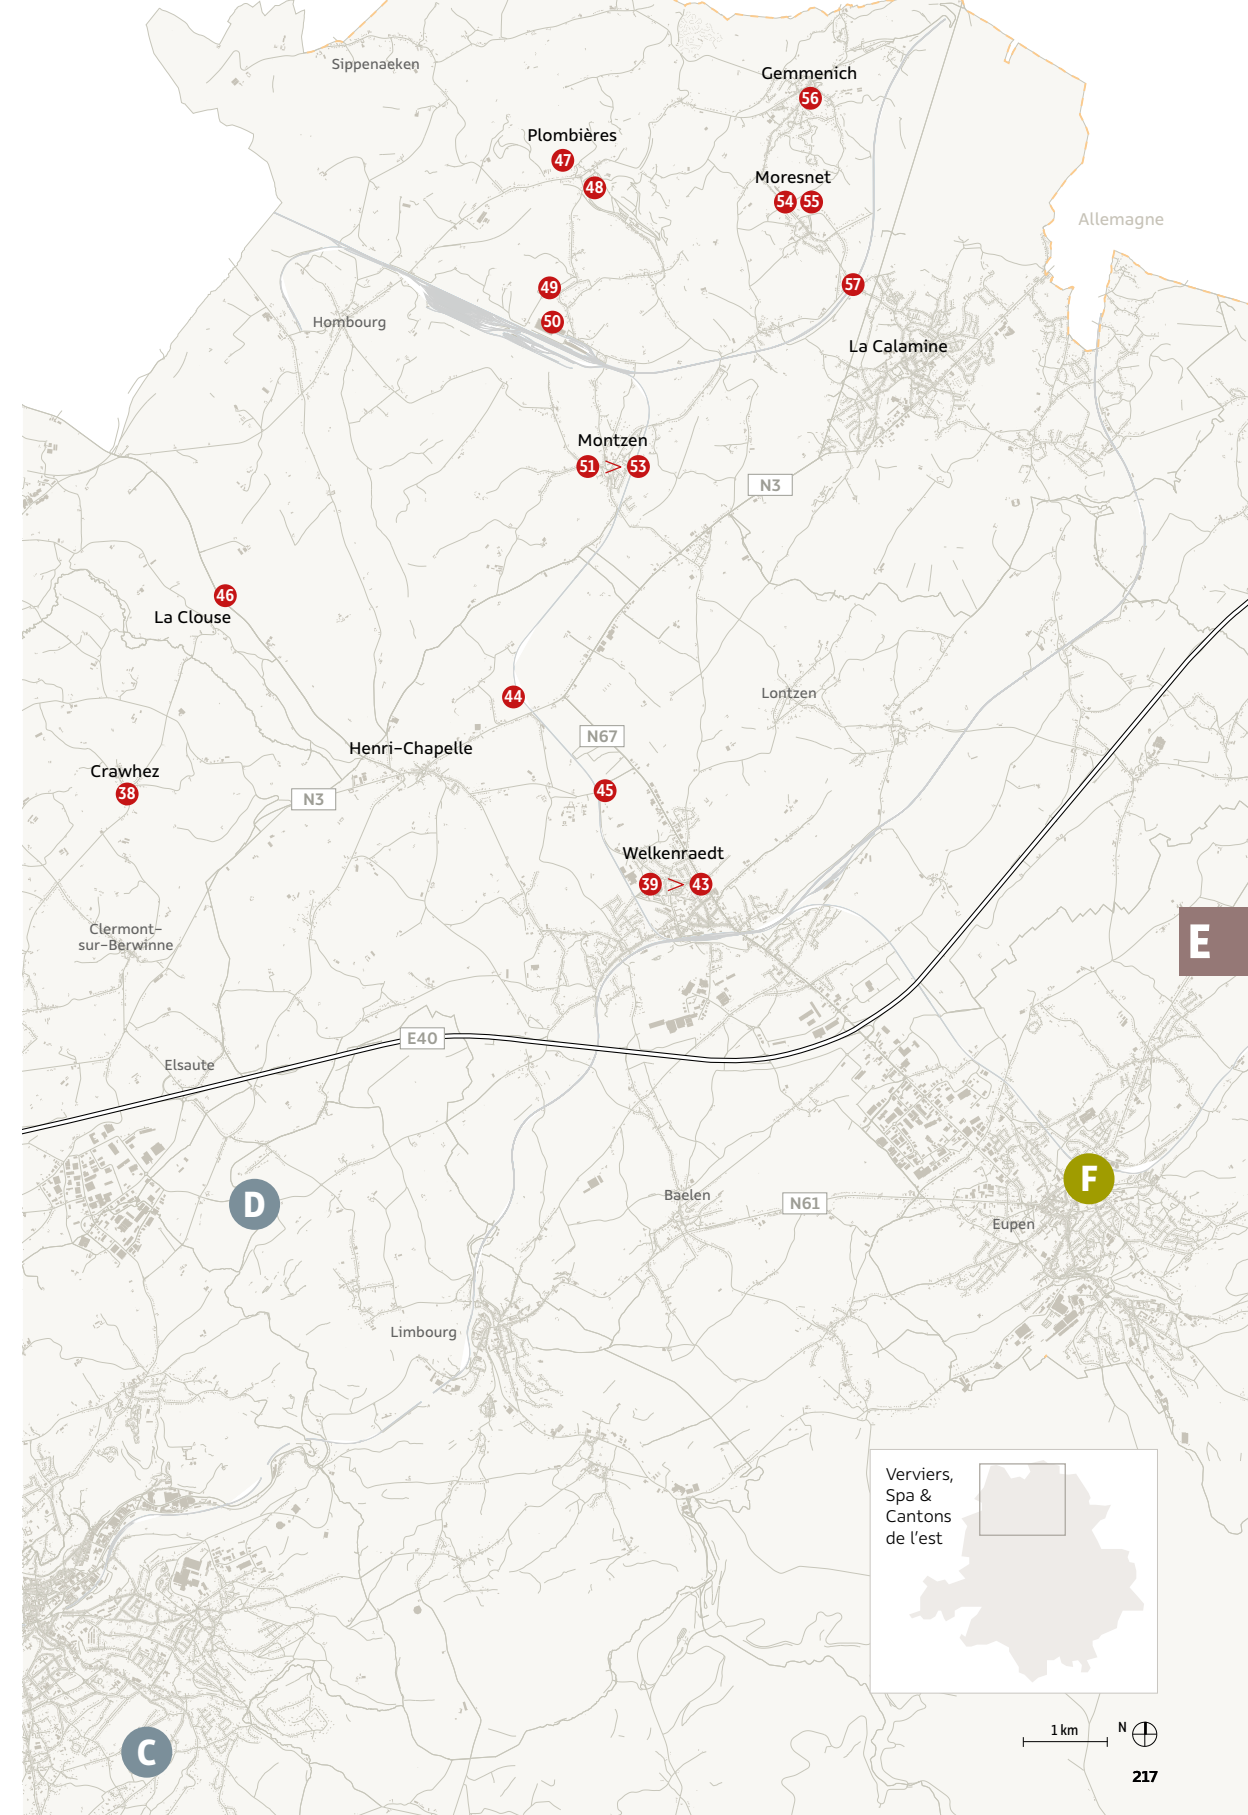 Sippenaeken
Gemmenich
56
Plombières
47
48
Moresnet
54 55
Allemagne
49
57
50
Hombourg
La Calamine
Montzen
51 > 53
N3
46
La Clouse
44
Lontzen
N67
Henri-Chapelle
Crawhez
38
N3
45
Welkenraedt
39 > 43
Clermont-
sur-Berwinne
E
E40
Elsaute
F
D
Baelen
N61
Eupen
Limbourg
Verviers,
Spa &
Cantons
de l'est
C
1 km
N
217